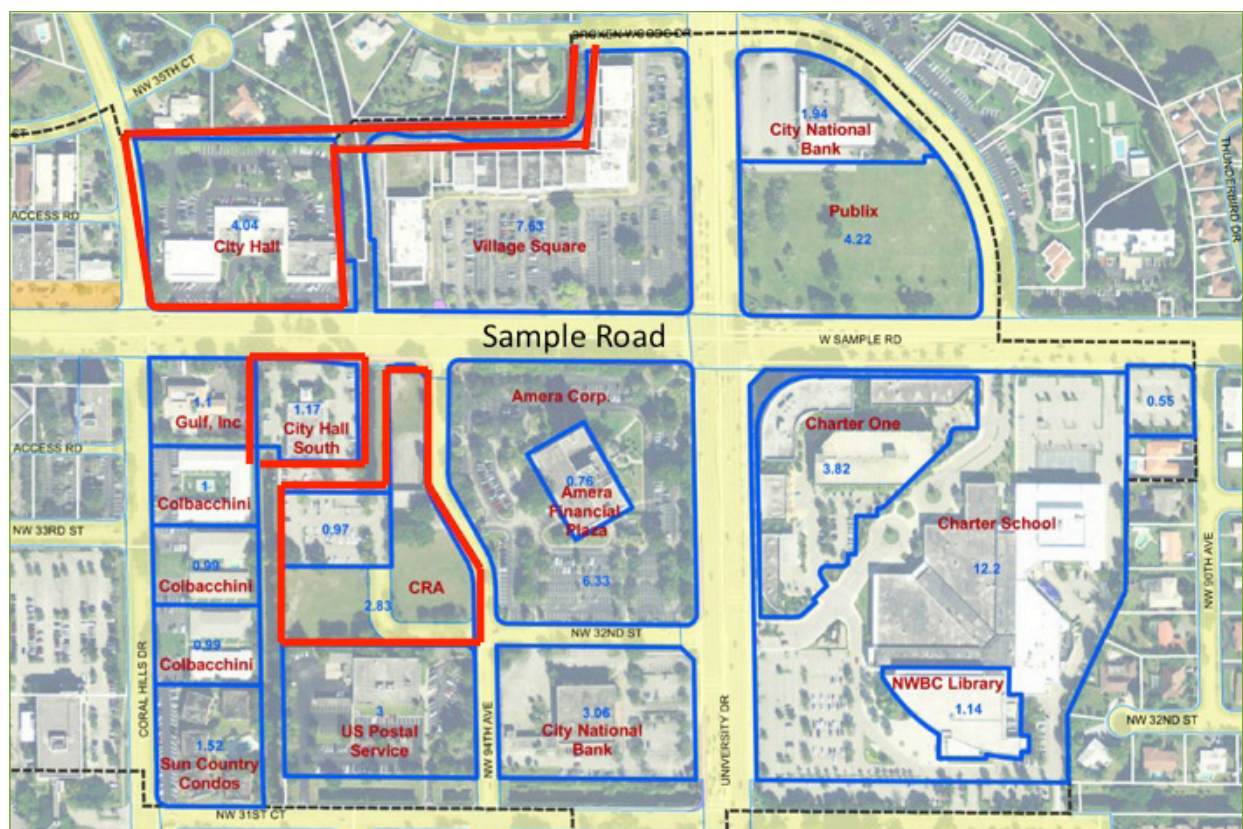 BROKEN WOODS DR
NW 35TH CT
ST
1.94
City National
Bank
THUNDERBIRD DR
ACCESS RD
4.04
City Hall
7.63
Village Square
Publix
4.22
Sample Road
W SAMPLE RD
1.1
Gulf, Inc
1.17
City Hall
South
Amera Corp.
Charter One
3.82
0.55
ACCESS RD
1
Colbacchini
0.76
Amera
Financial
Plaza
NW 33RD ST
0.97
Charter School
12.2
NW 90TH AVE
0.99
Colbacchini
CRA
2.83
6.33
NW 32ND ST
0.99
Colbacchini
CORAL HILLS DR
NWBC Library
1.14
3
US Postal
Service
NW 94TH AVE
3.06
City National
Bank
UNIVERSITY DR
NW 32ND ST
1.52
Sun Country
Condos
NW 31ST CT